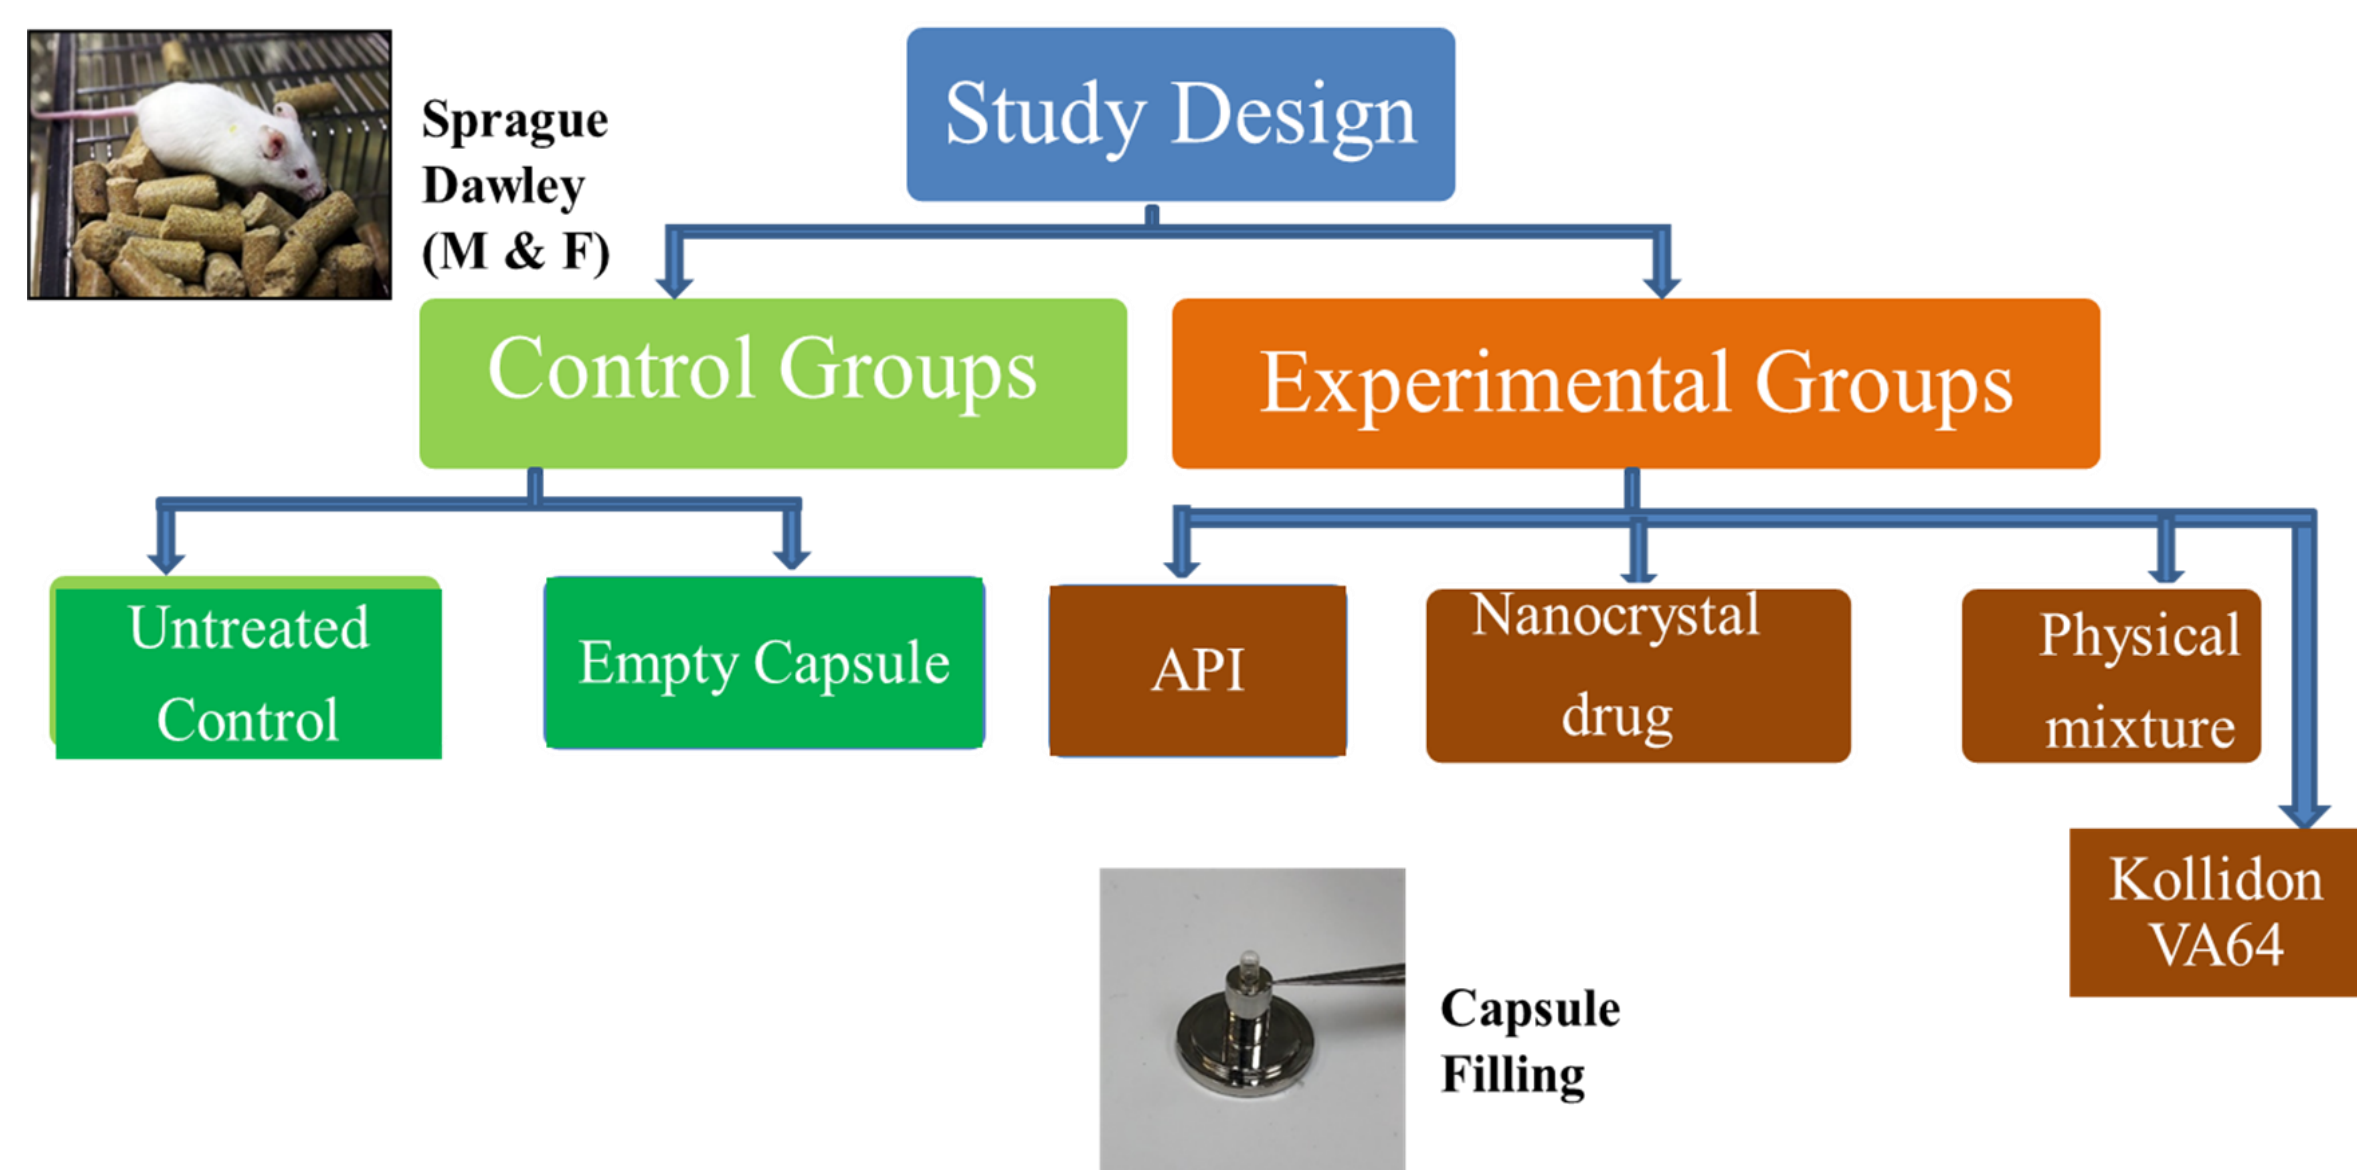 Sprague
Dawley
(M & F)
Study Design
Control Groups
Experimental Groups
Untreated
Control
Empty Capsule
API
Nanocrystal
drug
Physical
mixture
Kollidon
VA64
Capsule
Filling